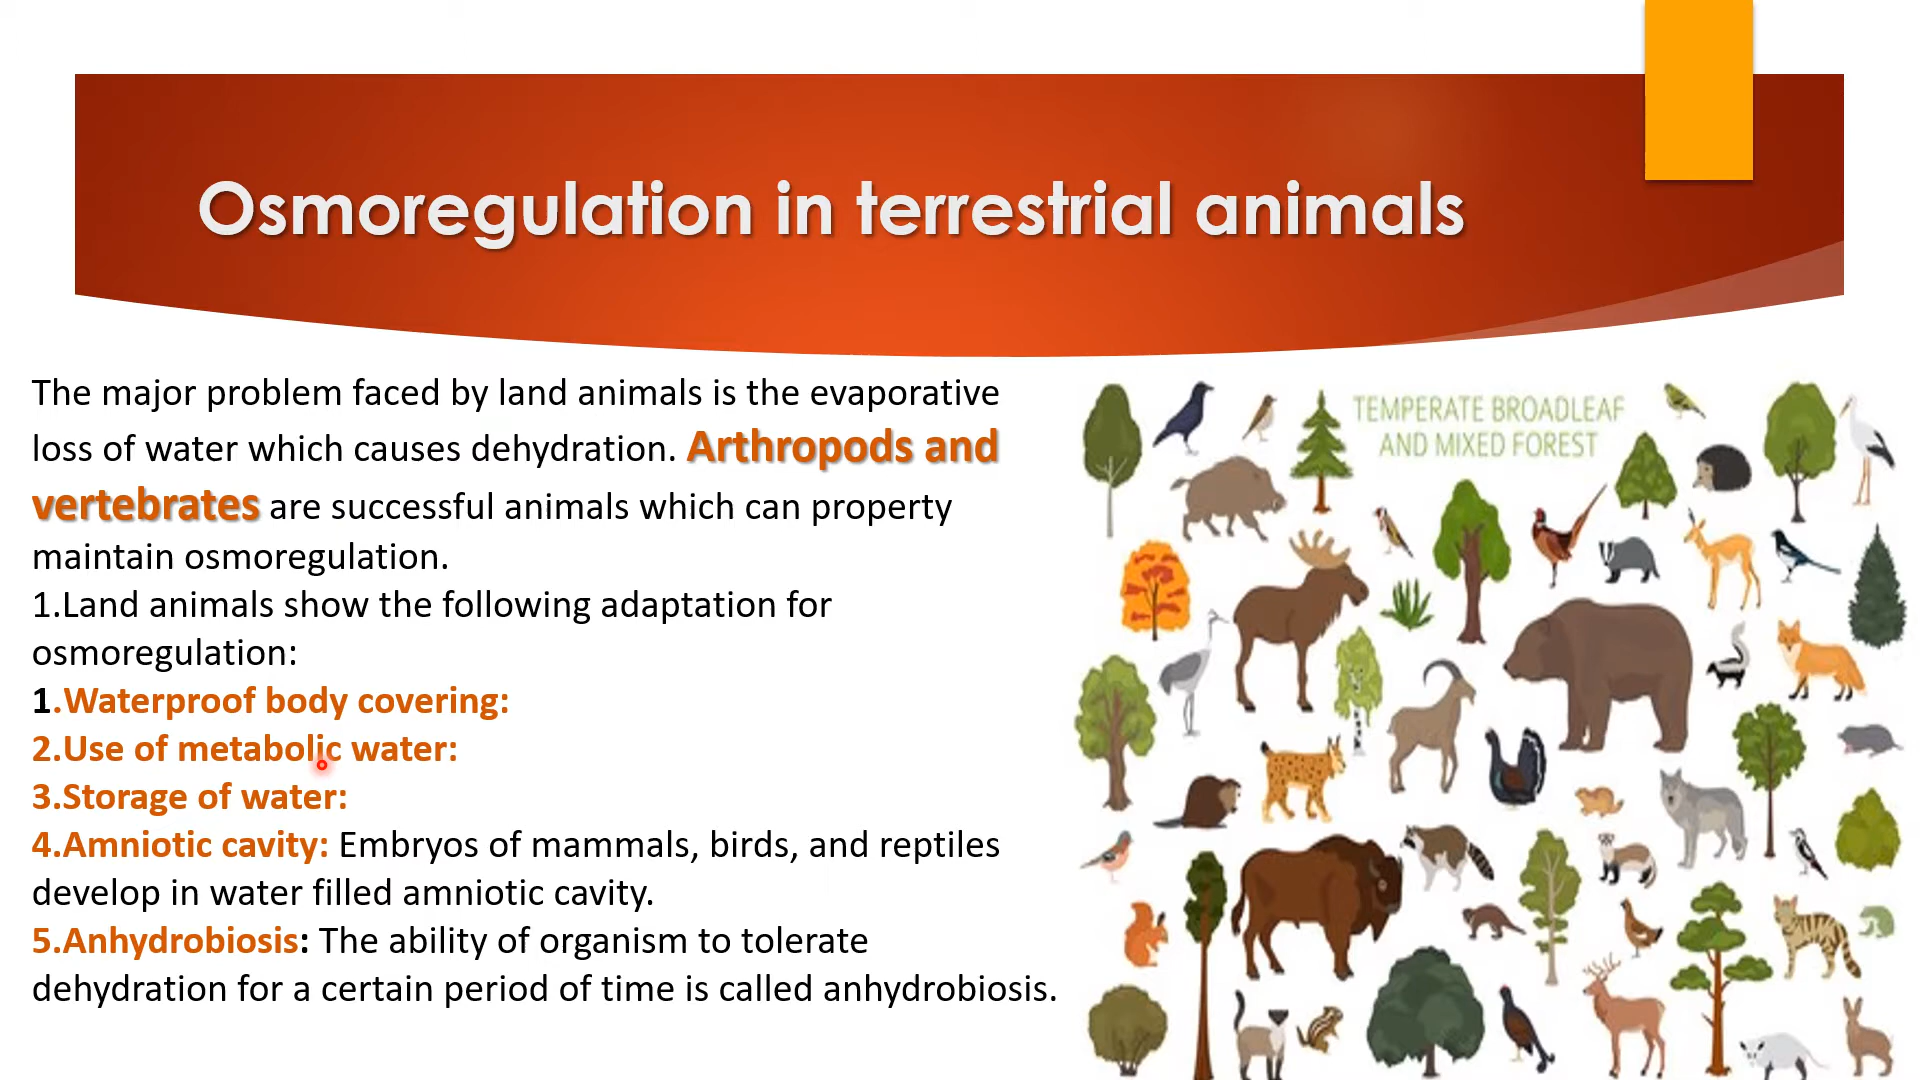 Osmoregulation in terrestrial animals
The major problem faced by land animals is the evaporative
loss of water which causes dehydration. Arthropods and
vertebrates are successful animals which can property
maintain osmoregulation.
1.Land animals show the following adaptation for
osmoregulation:
1.Waterproof body covering:
2.Use of metabolic water:
3.Storage of water:
4.Amniotic cavity: Embryos of mammals, birds, and reptiles
develop in water filled amniotic cavity.
5.Anhydrobiosis: The ability of organism to tolerate
dehydration for a certain period of time is called anhydrobiosis.
TEMPERATE BROADLEAF
AND MIXED FOREST